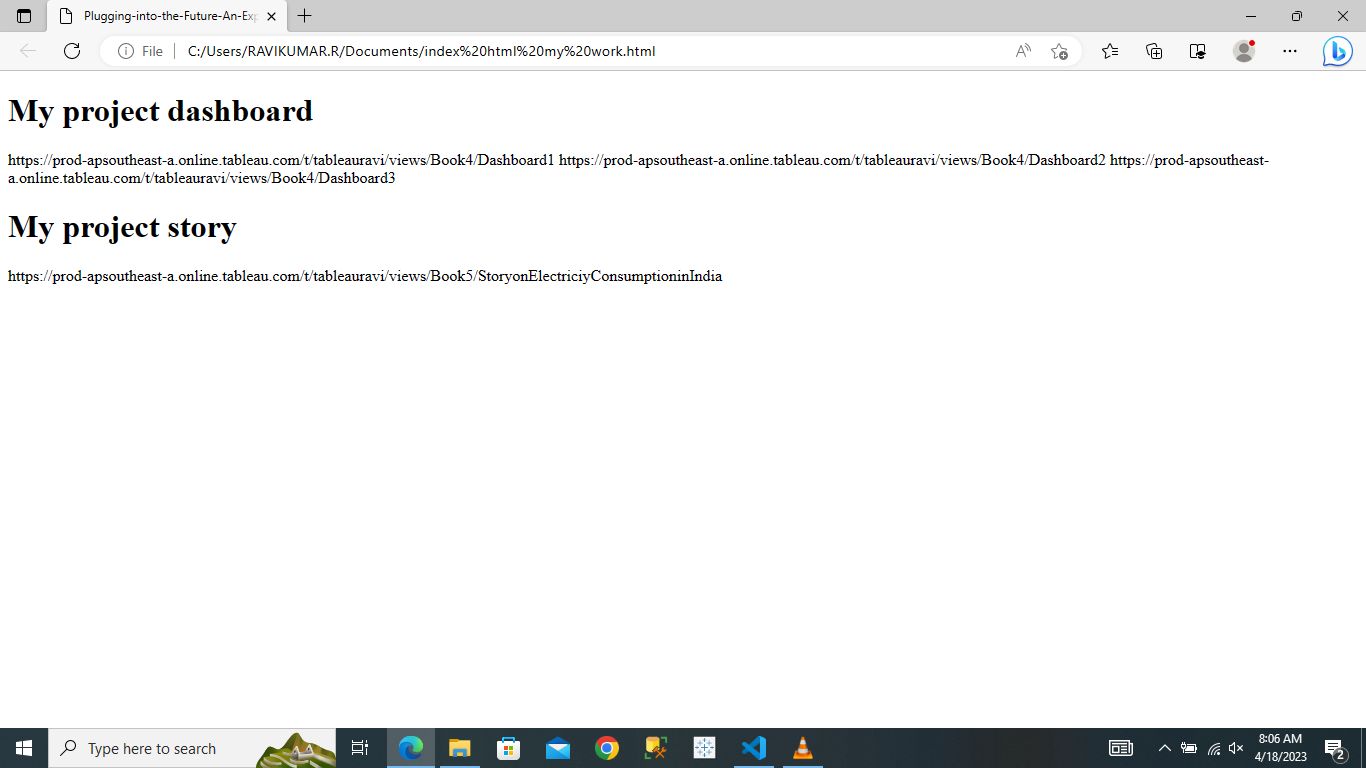 Plugging-into-the-Future-An-Exp
File
C:/Users/RAVIKUMAR.R/Documents/index%20html%20my%20work.html
My project dashboard
https://prod-apsoutheast-a.online.tableau.com/t/tableauravi/views/Book4/Dashboard1 https://prod-apsoutheast-a.online.tableau.com/t/tableauravi/views/Book4/Dashboard2 https://prod-apsoutheast-
a.online.tableau.com/t/tableauravi/views/Book4/Dashboard3
My project story
https://prod-apsoutheast-a.online.tableau.com/t/tableauravi/views/Book5/StoryonElectriciyConsumptioninIndia
Type here to search
8:06 AM
4/18/2023
2